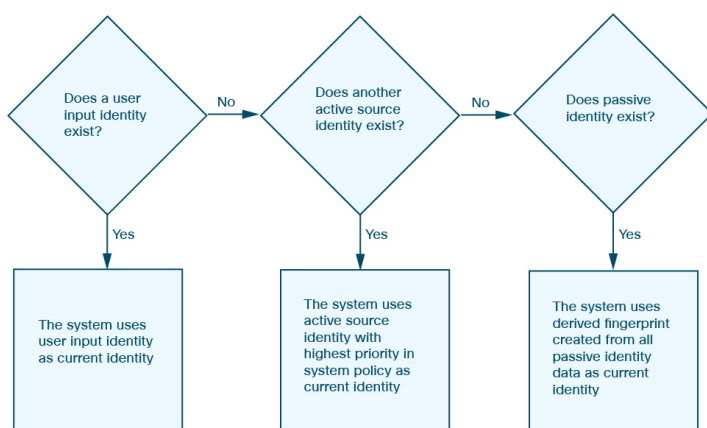 Does a user
input identity
exist?
No
Does another
active source
identity exist?
No
Does passive
identity exist?
Yes
Yes
Yes
The system uses
user input identity
as current identity
The system uses
active source
identity with
highest priority in
system policy as
current identity
The system uses
derived fingerprint
created from all
passive identity
data as current
identity